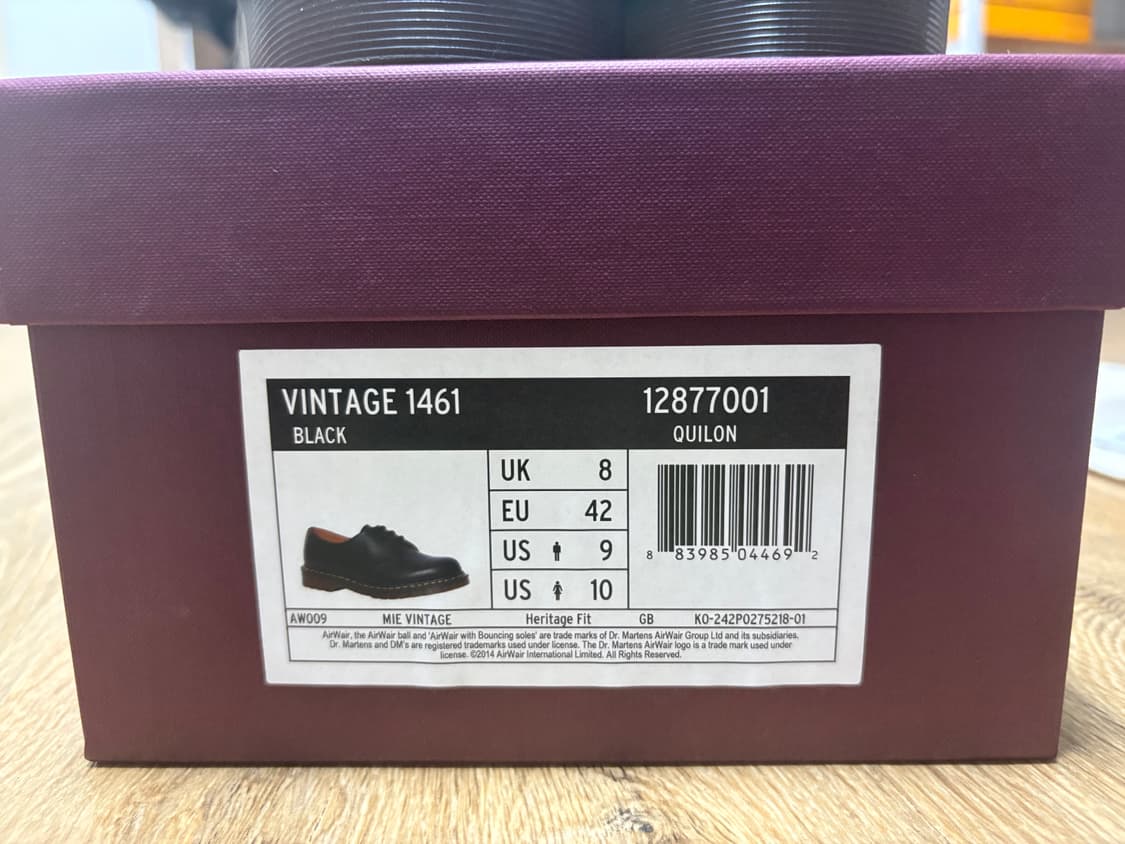 VINTAGE 1461 12877001
BLACK QUILON
UK 8
EU 42
US 9
US 10
8 83985 04469 2
AW009 MIE VINTAGE Heritage Fit GB KO-242P0275218-01
AirWair, the AirWair ball and 'AirWair with Bouncing soles' are trade marks of Dr. Martens AirWair Group Ltd and its subsidiaries.
Dr. Martens and DM's are registered trademarks used under license. The Dr. Martens AirWair logo is a trade mark used under
license. ©2014 AirWair International Limited. All Rights Reserved.